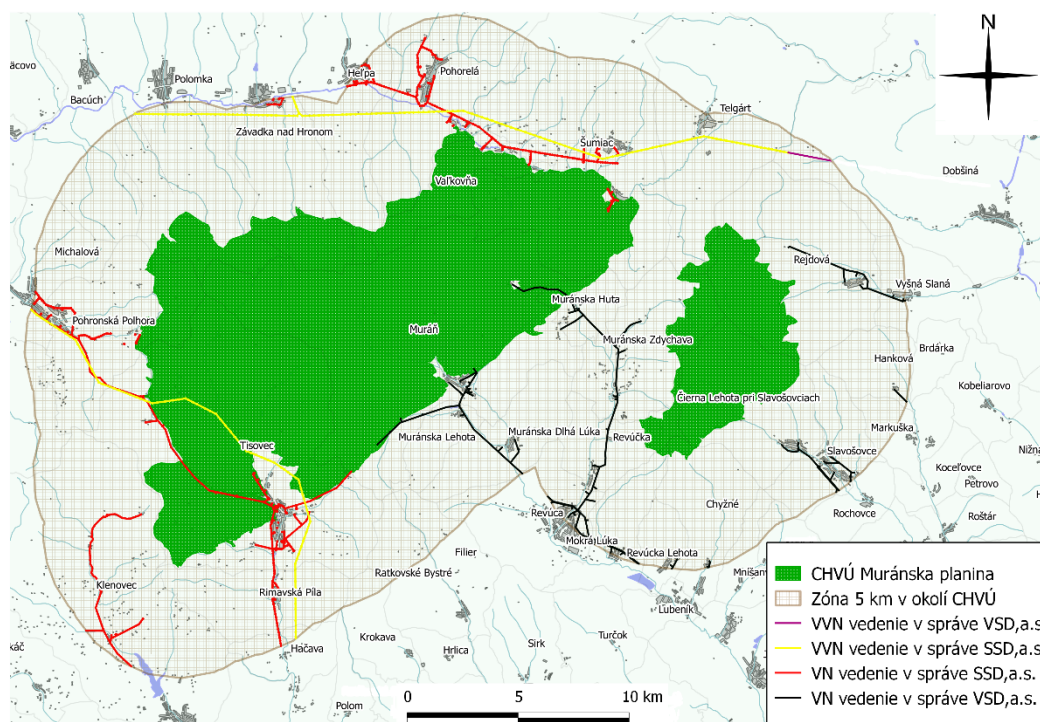 N
äcovo
Polomka
Bacúch
Heľpa
Pohorelá
Závadka nad Hronom
Telgárt
Šumiac
Dobšiná
Vaľkovňa
Michalová
Rejdová
Vyšná Slaná
Pohronská Polhora
Muránska Huta
Muráň
Muránska Zdychava
Brdárka
Hanková
Kobeliarovo
Čierna Lehota pri Slavošovciach
Markuška
Muránska Lehota
Muránska Dlhá Lúka
Revúčka
Tisovec
Slavošovce
Nižná
Koceľovce
Petrovo
Chyžné
Rochovce
Roštár
Revúca
Mokrá Lúka
Filier
Revúcka Lehota
Ratkovské Bystré
Mníšan
Klenovec
Rimavská Píla
Lubeník
Krokava
Turčok
Sirk
Hrlica
Háčava
káč
Polom
0 5 10 km
CHVÚ Muránska planina
Zóna 5 km v okolí CHVÚ
VVN vedenie v správe VSD,a.s
VVN vedenie v správe SSD,a.s
VN vedenie v správe SSD,a.s.
VN vedenie v správe VSD,a.s.